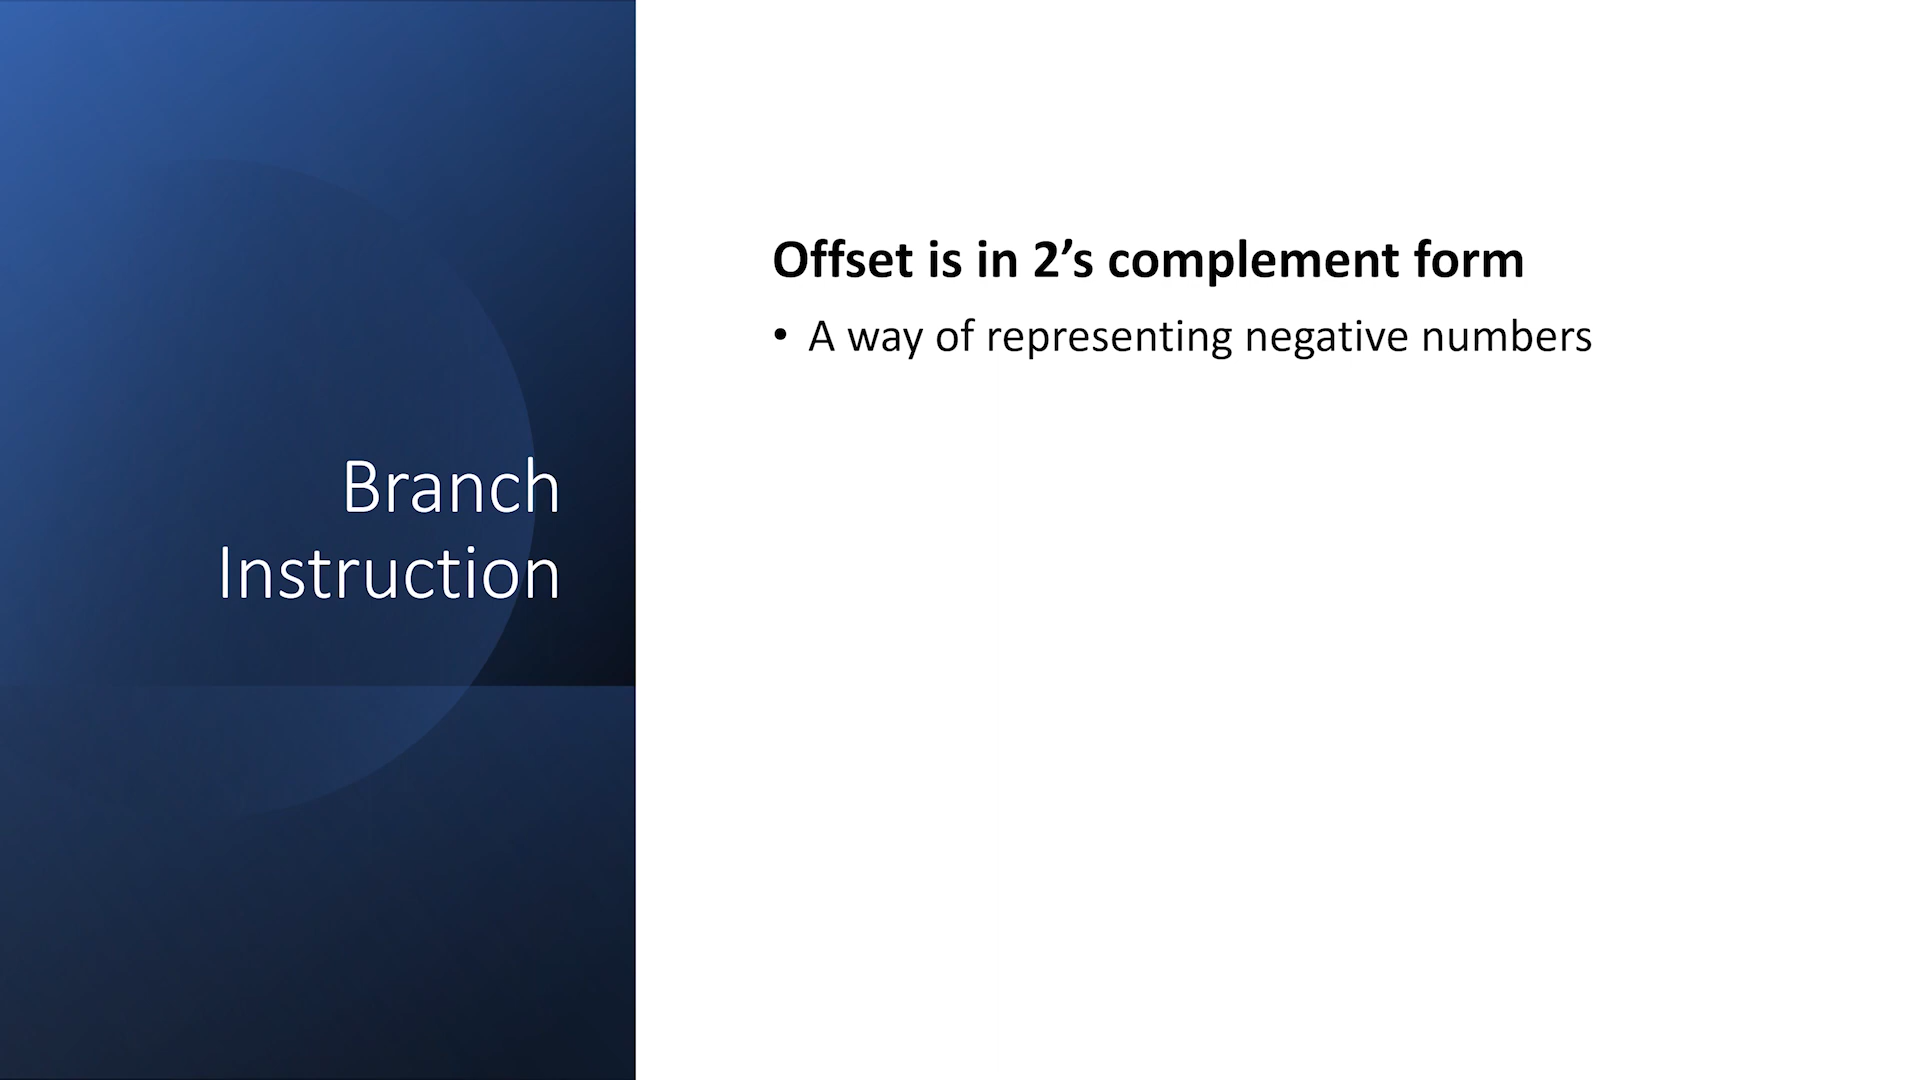 Branch
Instruction
Offset is in 2’s complement form
• A way of representing negative numbers